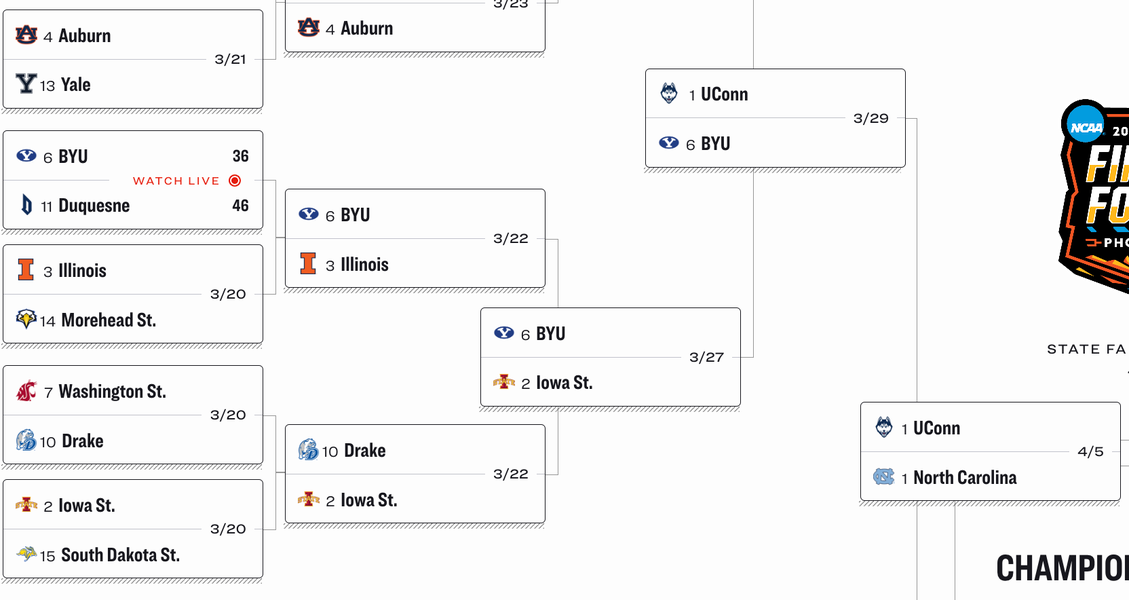 3/23
4 Auburn
4 Auburn
3/21
13 Yale
1 UConn
3/29
6 BYU
6 BYU 36
WATCH LIVE
11 Duquesne 46
6 BYU
3/22
3 Illinois
3 Illinois
3/20
14 Morehead St.
6 BYU
3/27
2 Iowa St.
7 Washington St.
3/20
10 Drake
10 Drake
3/22
2 Iowa St.
2 Iowa St.
3/20
15 South Dakota St.
NCAA 20
FI
FO
PHO
STATE FA
1 UConn
4/5
1 North Carolina
CHAMPIO